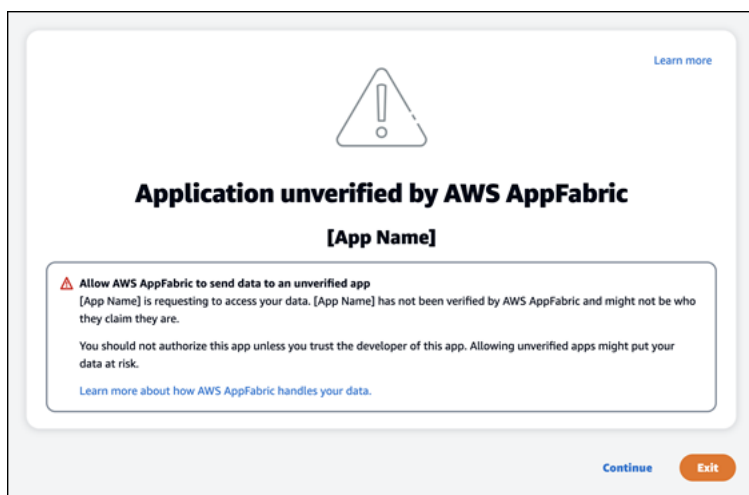 Learn more
Application unverified by AWS AppFabric
[App Name]
Allow AWS AppFabric to send data to an unverified app
[App Name] is requesting to access your data. [App Name] has not been verified by AWS AppFabric and might not be who
they claim they are.
You should not authorize this app unless you trust the developer of this app. Allowing unverified apps might put your
data at risk.
Learn more about how AWS AppFabric handles your data.
Continue
Exit